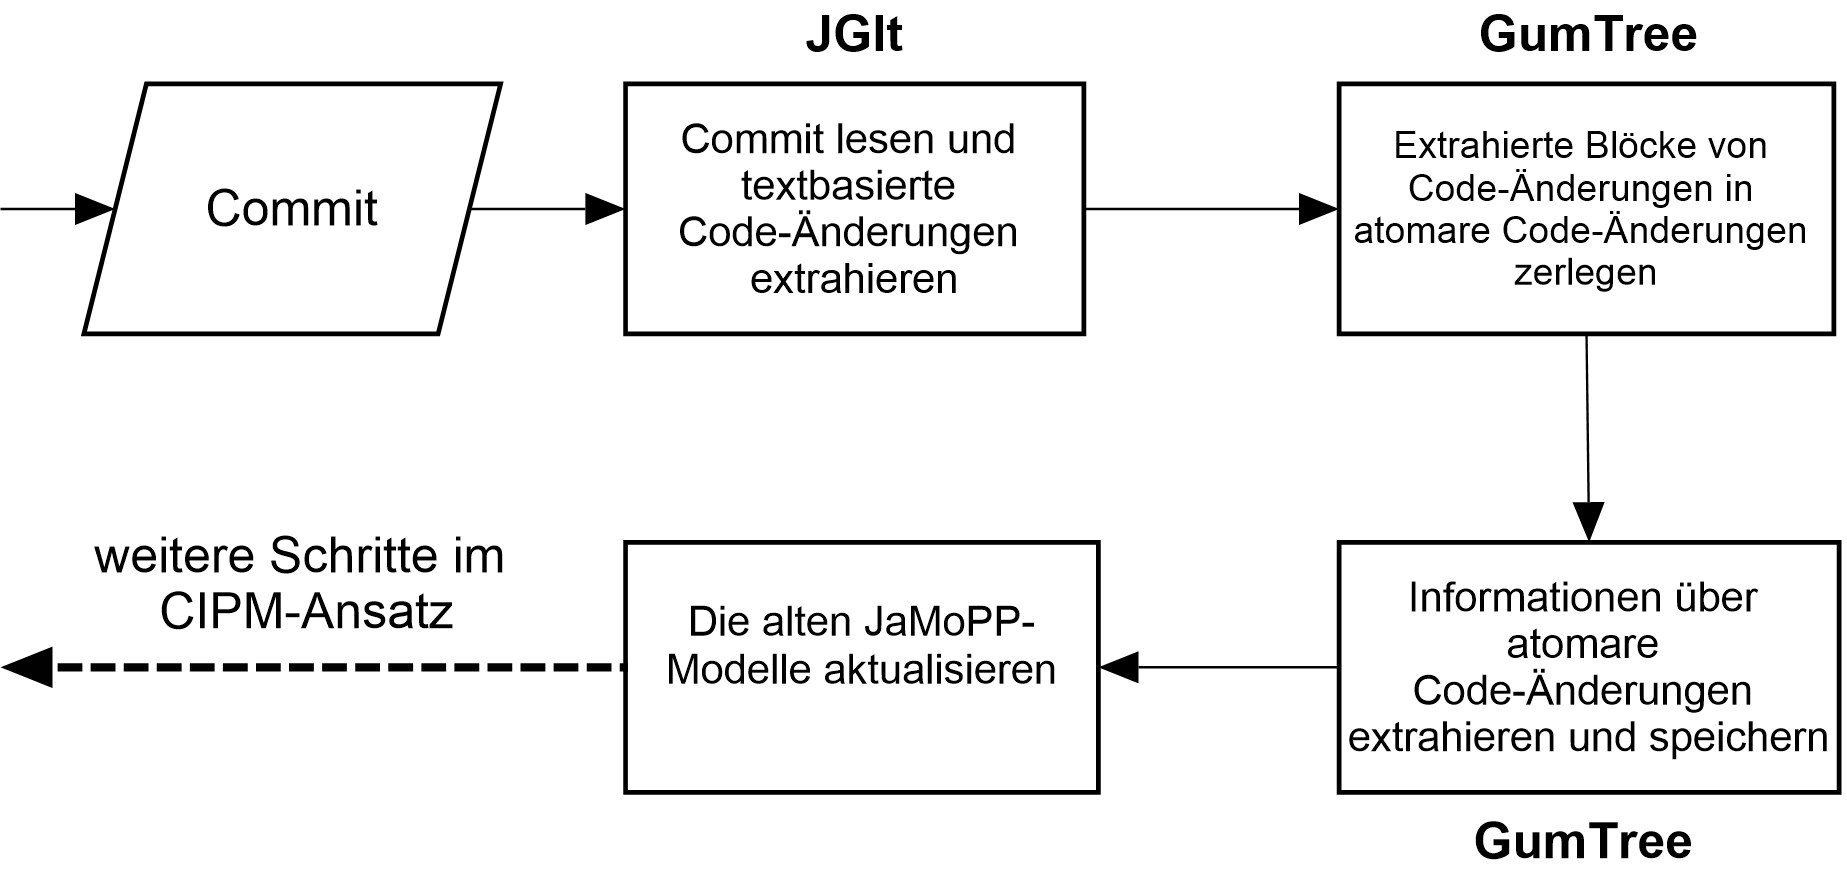 JGIt
GumTree
Commit
Commit lesen und
textbasierte
Code-Änderungen
extrahieren
Extrahierte Blöcke von
Code-Änderungen in
atomare Code-Änderungen
zerlegen
weitere Schritte im
CIPM-Ansatz
Die alten JaMoPP-
Modelle aktualisieren
Informationen über
atomare
Code-Änderungen
extrahieren und speichern
GumTree